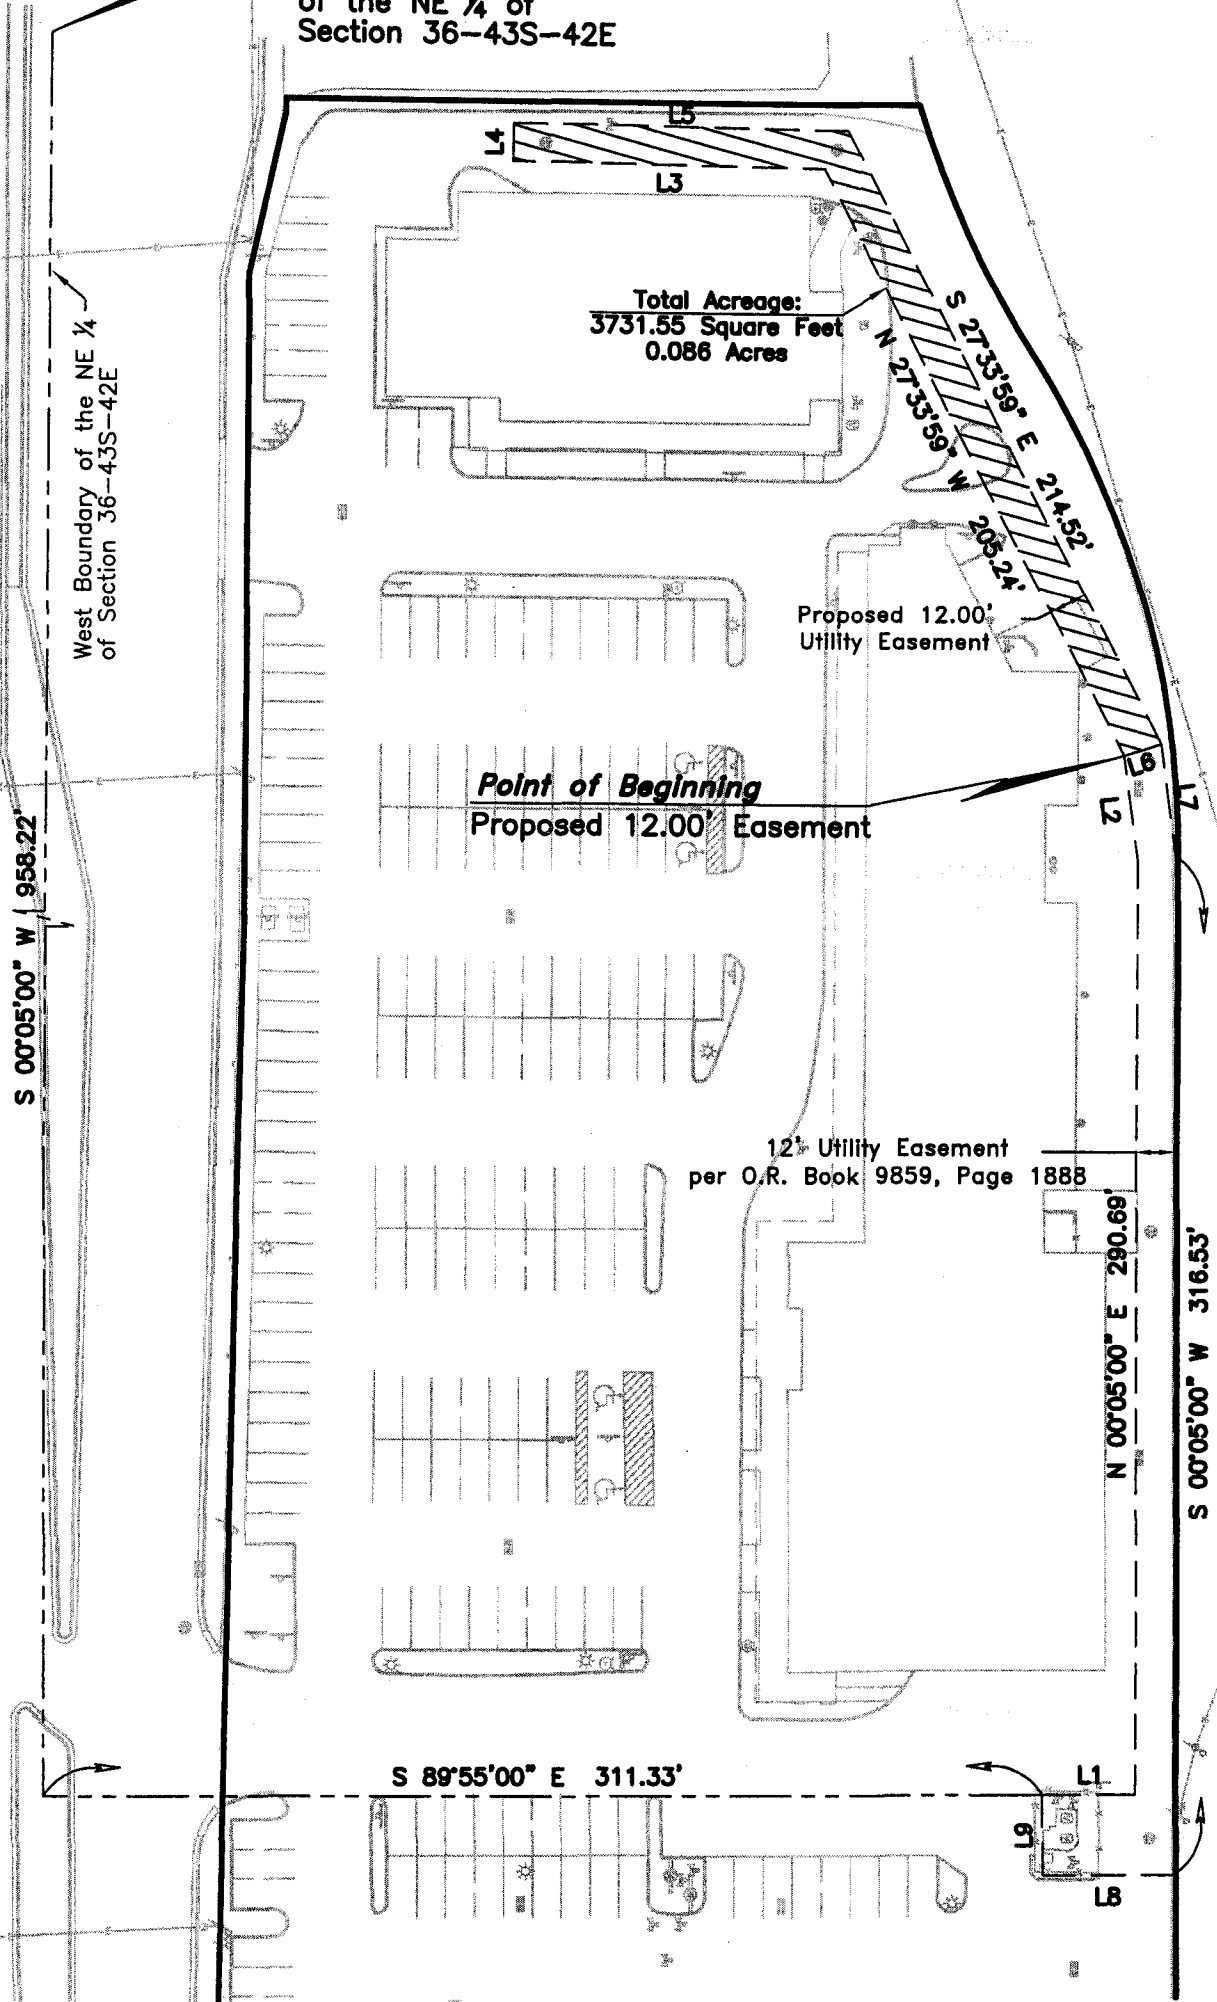 of the NE ¼ of
Section 36-43S-42E
L5
L4
L3
Total Acreage:
3731.55 Square Feet
0.086 Acres
S 27°33'59" E 214.52'
N 27°33'59" W 205.24'
West Boundary of the NE ¼
of Section 36-43S-42E
Proposed 12.00'
Utility Easement
Point of Beginning
Proposed 12.00' Easement
L6
L7
L2
S 00°05'00" W 958.22'
12' Utility Easement
per O.R. Book 9859, Page 1888
N 00°05'00" E 290.69'
S 00°05'00" W 316.53'
S 89°55'00" E 311.33'
L1
L9
L8